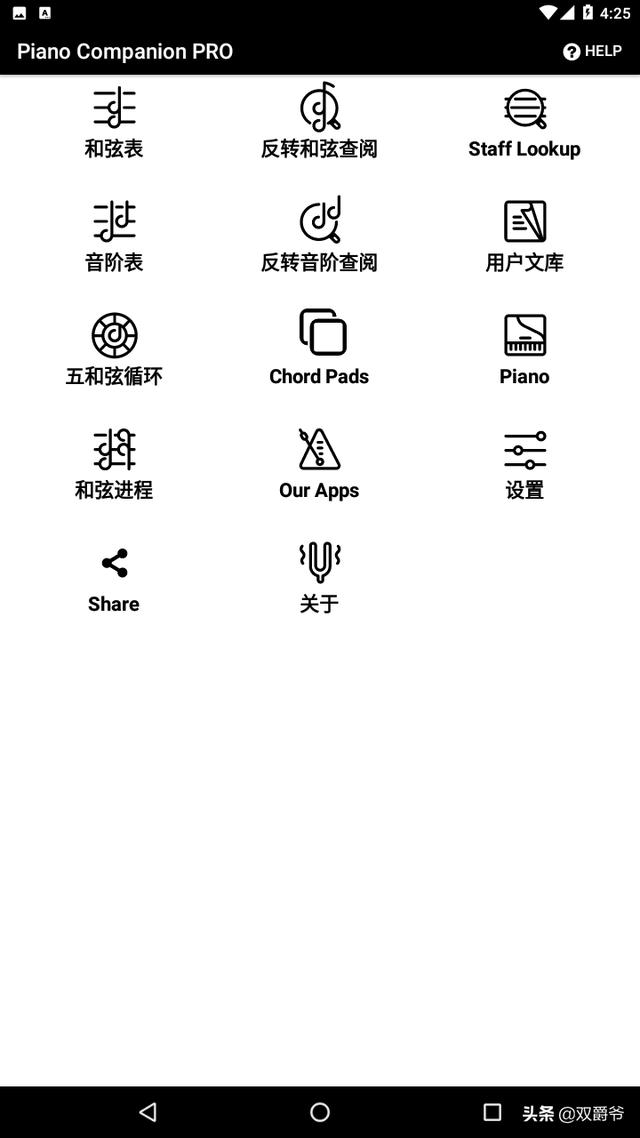 4:25
Piano Companion PRO
HELP
和弦表
反转和弦查阅
Staff Lookup
音阶表
反转音阶查阅
用户文库
五和弦循环
Chord Pads
Piano
和弦进程
Our Apps
设置
Share
关于
头条 @双爵爷